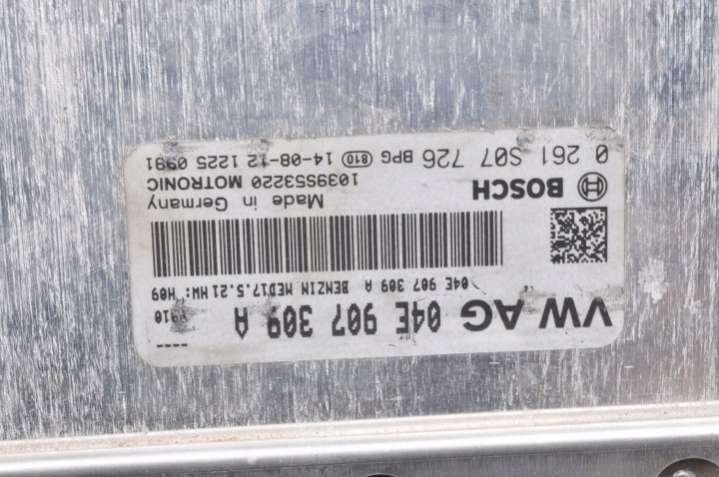 VW AG 04E 907 309 A
04E 907 309 A BENZIN MED17.5.21 HW: H09
Made in Germany
BOSCH 1039S53220 MOTRONIC
0 261 S07 726 BPG 810 14-08-12 1225 0391